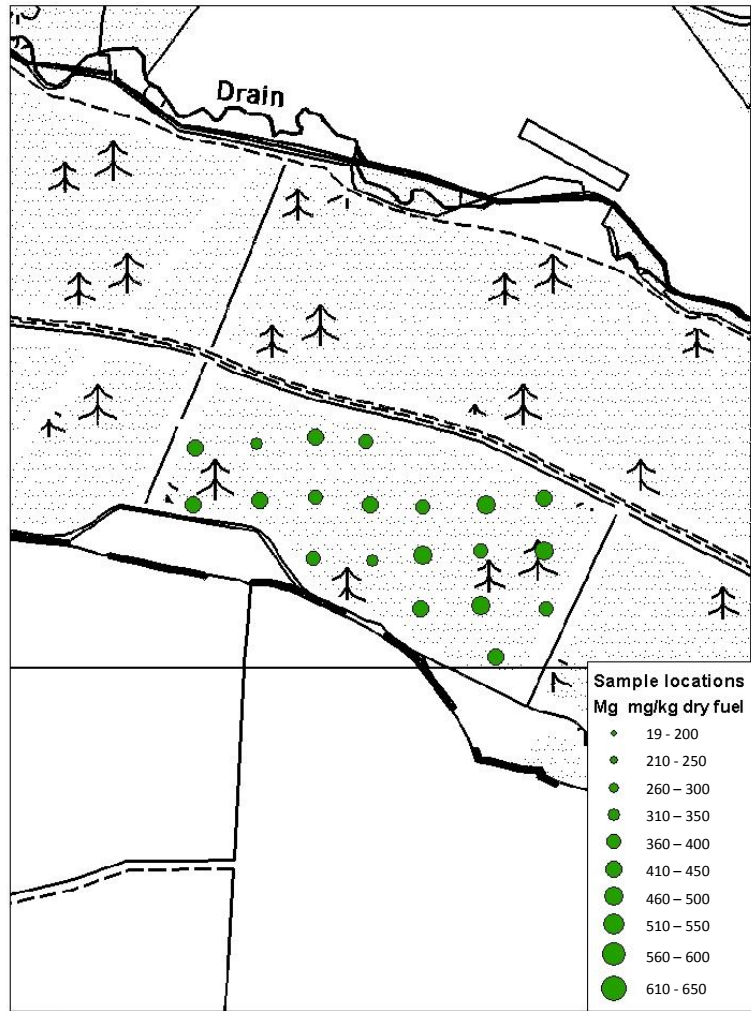 Drain
Sample locations
Mg mg/kg dry fuel
19 - 200
210 - 250
260 – 300
310 – 350
360 – 400
410 – 450
460 – 500
510 – 550
560 – 600
610 - 650